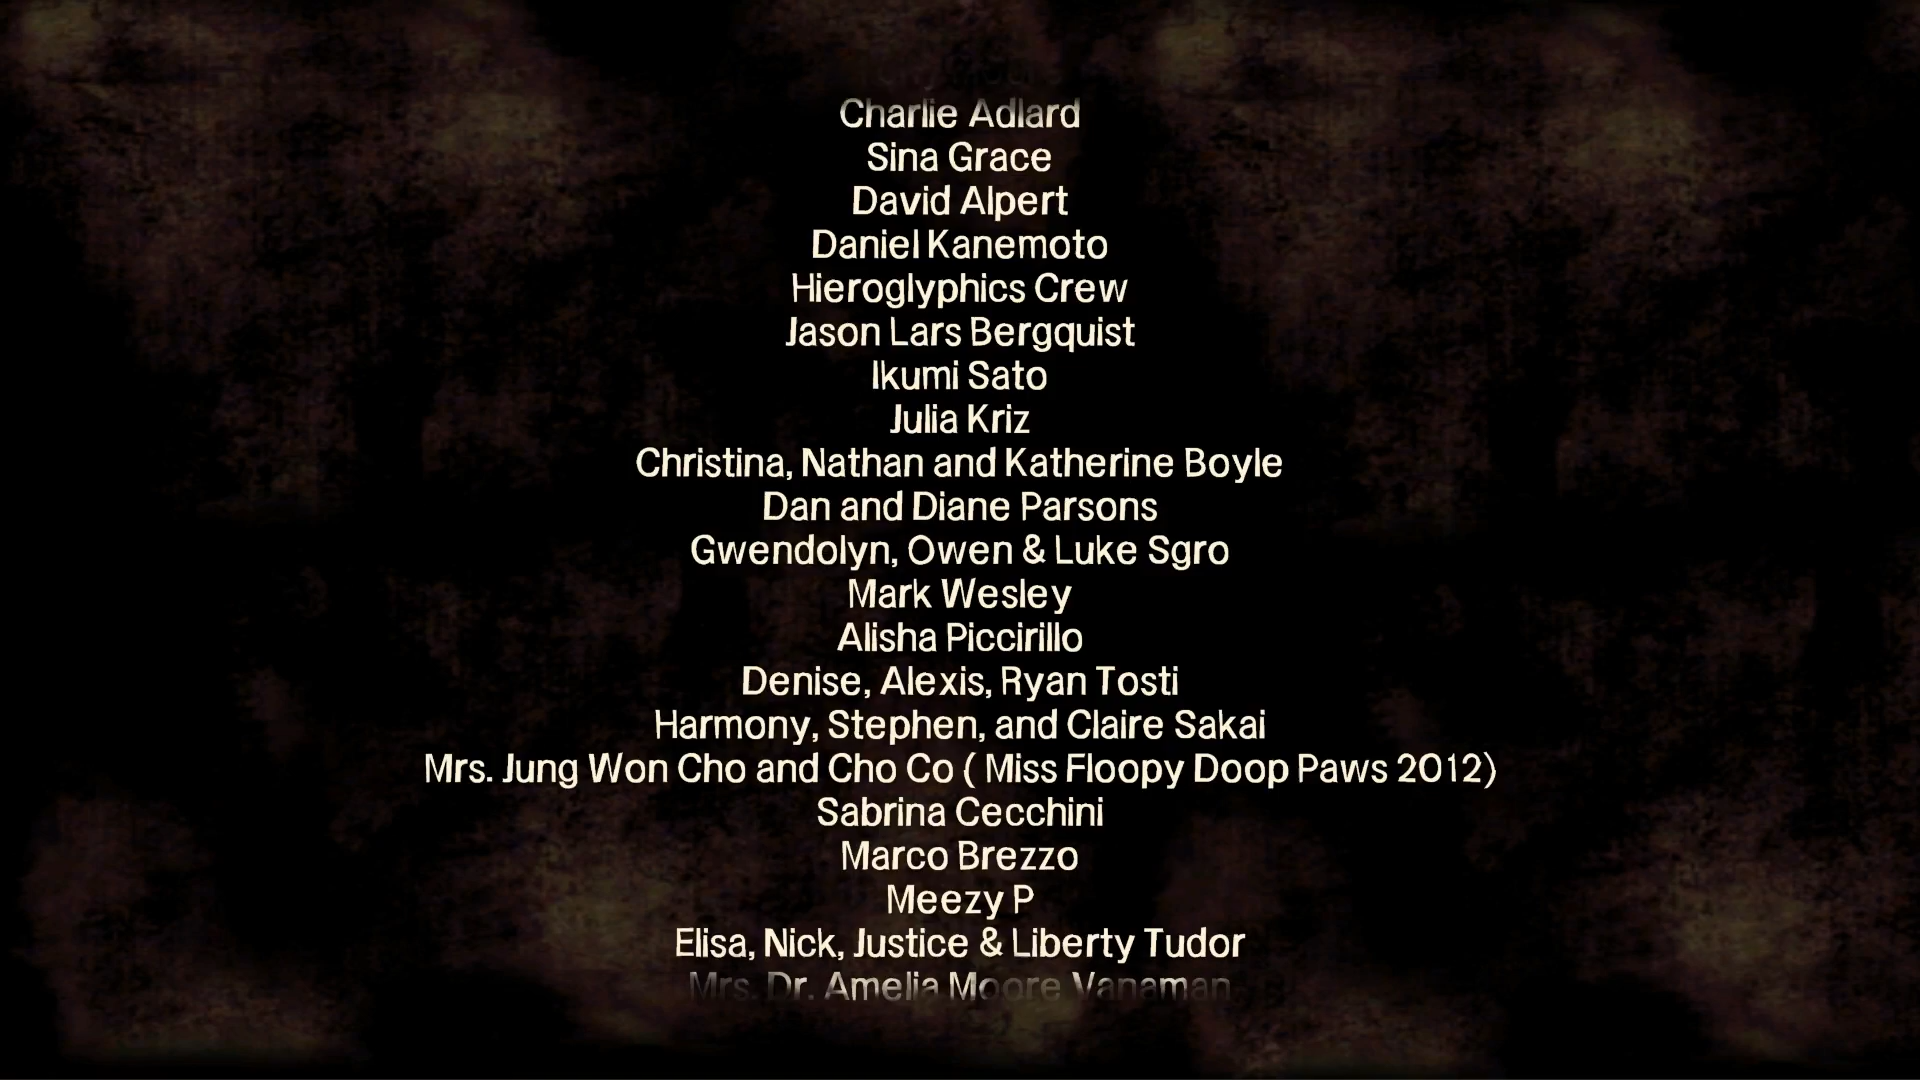 Charlie Adlard
Sina Grace
David Alpert
Daniel Kanemoto
Hieroglyphics Crew
Jason Lars Bergquist
Ikumi Sato
Julia Kriz
Christina, Nathan and Katherine Boyle
Dan and Diane Parsons
Gwendolyn, Owen & Luke Sgro
Mark Wesley
Alisha Piccirillo
Denise, Alexis, Ryan Tosti
Harmony, Stephen, and Claire Sakai
Mrs. Jung Won Cho and Cho Co ( Miss Floopy Doop Paws 2012)
Sabrina Cecchini
Marco Brezzo
Meezy P
Elisa, Nick, Justice & Liberty Tudor
Mrs. Dr. Amelia Moore Vanaman